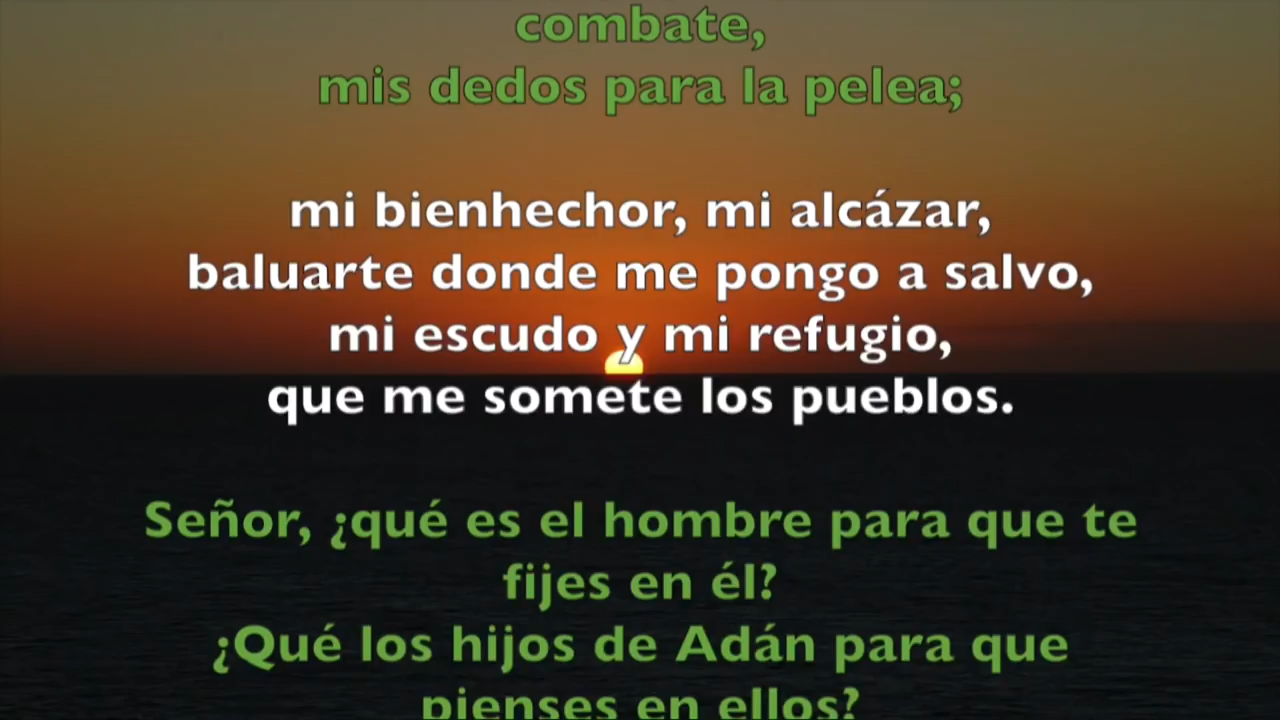 combate,
mis dedos para la pelea;
mi bienhechor, mi alcázar,
baluarte donde me pongo a salvo,
mi escudo y mi refugio,
que me somete los pueblos.
Señor, ¿qué es el hombre para que te
fijes en él?
¿Qué los hijos de Adán para que
pienses en ellos?